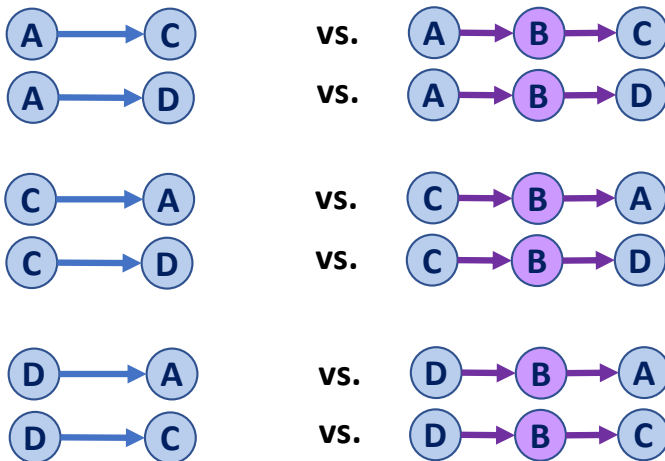 A C vs. A B C
A D vs. A B D
C A vs. C B A
C D vs. C B D
D A vs. D B A
D C vs. D B C